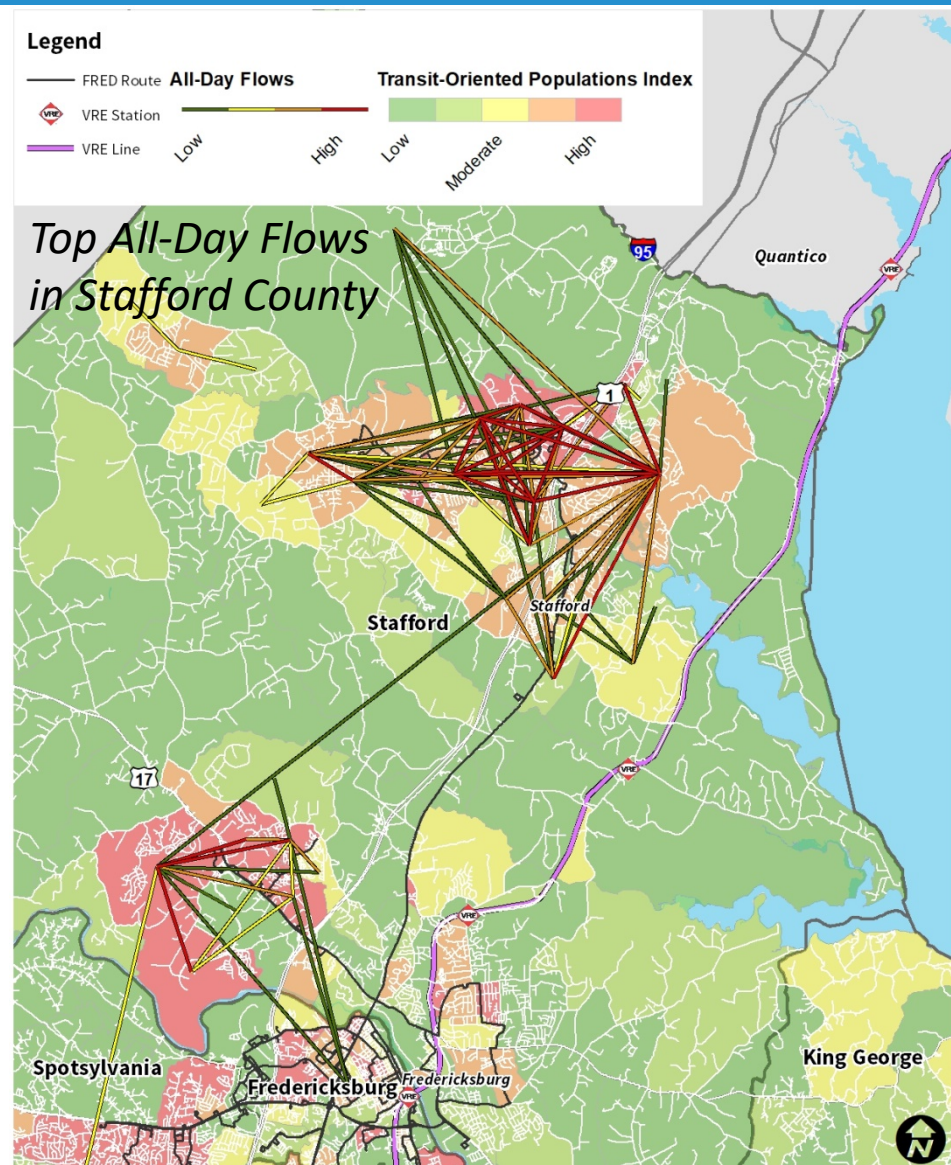 Legend
FRED Route
VRE Station
VRE Line
All-Day Flows
Low
High
Transit-Oriented Populations Index
Low
Moderate
High
Top All-Day Flows
in Stafford County
95
Quantico
VRE
1
Stafford
Stafford
VRE
17
VRE
Spotsylvania
Fredericksburg
Fredericksburg
VRE
King George
N